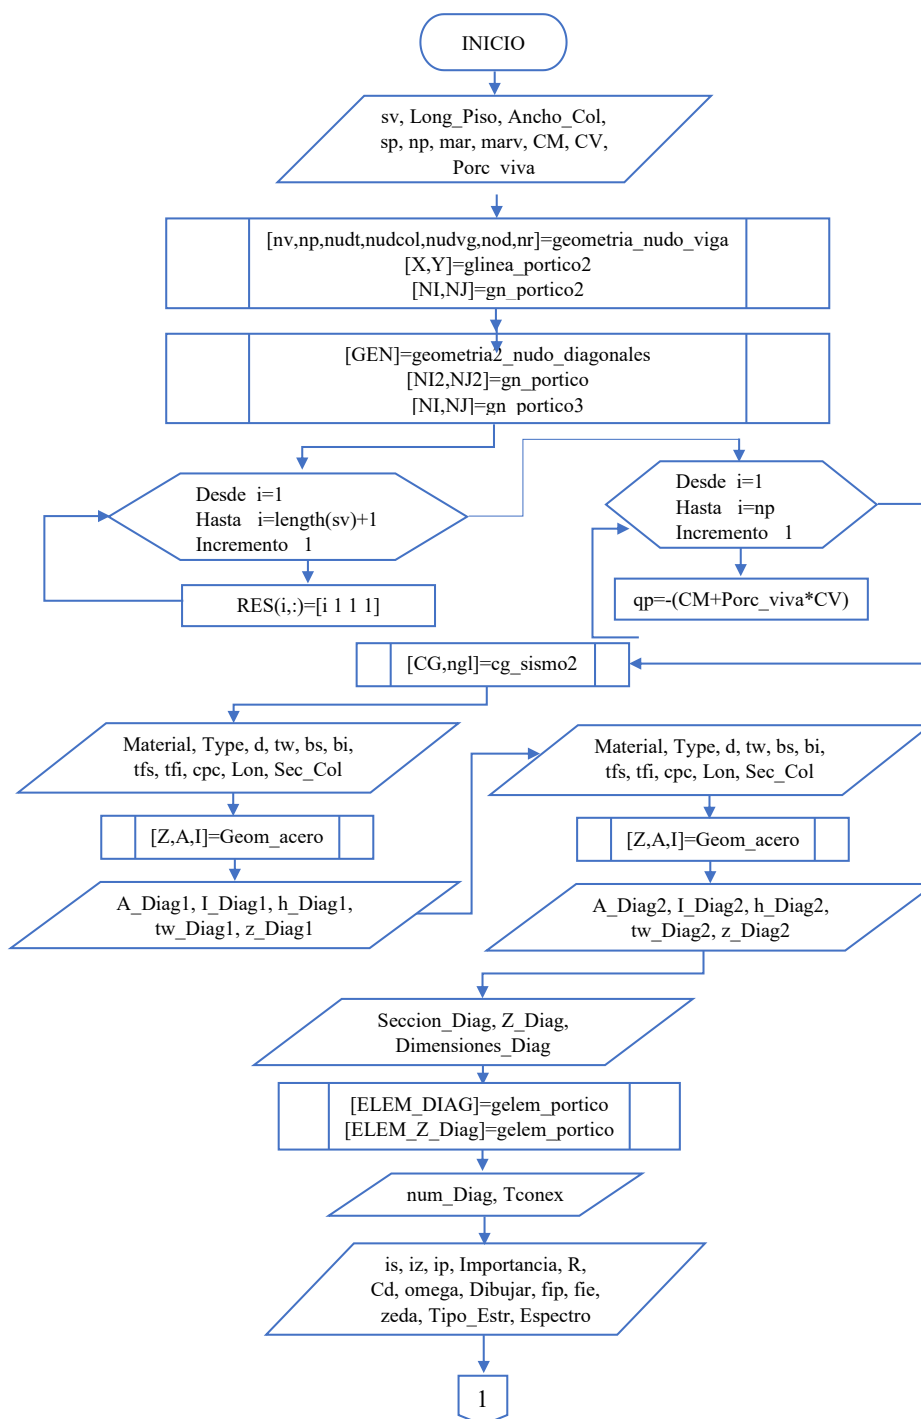 INICIO
sv, Long_Piso, Ancho_Col,
sp, np, mar, marv, CM, CV,
Porc_viva
[nv,np,nudt,nudcol,nudvg,nod,nr]=geometria_nudo_viga
[X,Y]=glinea_portico2
[NI,NJ]=gn_portico2
[GEN]=geometria2_nudo_diagonales
[NI2,NJ2]=gn_portico
[NI,NJ]=gn_portico3
Desde i=1
Hasta i=length(sv)+1
Incremento 1
RES(i,:)=[i 1 1 1]
Desde i=1
Hasta i=np
Incremento 1
qp=-(CM+Porc_viva*CV)
[CG,ngl]=cg_sismo2
Material, Type, d, tw, bs, bi,
tfs, tfi, cpc, Lon, Sec_Col
[Z,A,I]=Geom_acero
A_Diag1, I_Diag1, h_Diag1,
tw_Diag1, z_Diag1
Material, Type, d, tw, bs, bi,
tfs, tfi, cpc, Lon, Sec_Col
[Z,A,I]=Geom_acero
A_Diag2, I_Diag2, h_Diag2,
tw_Diag2, z_Diag2
Seccion_Diag, Z_Diag,
Dimensiones_Diag
[ELEM_DIAG]=gelem_portico
[ELEM_Z_Diag]=gelem_portico
num_Diag, Tconex
is, iz, ip, Importancia, R,
Cd, omega, Dibujar, fip, fie,
zeda, Tipo_Estr, Espectro
1